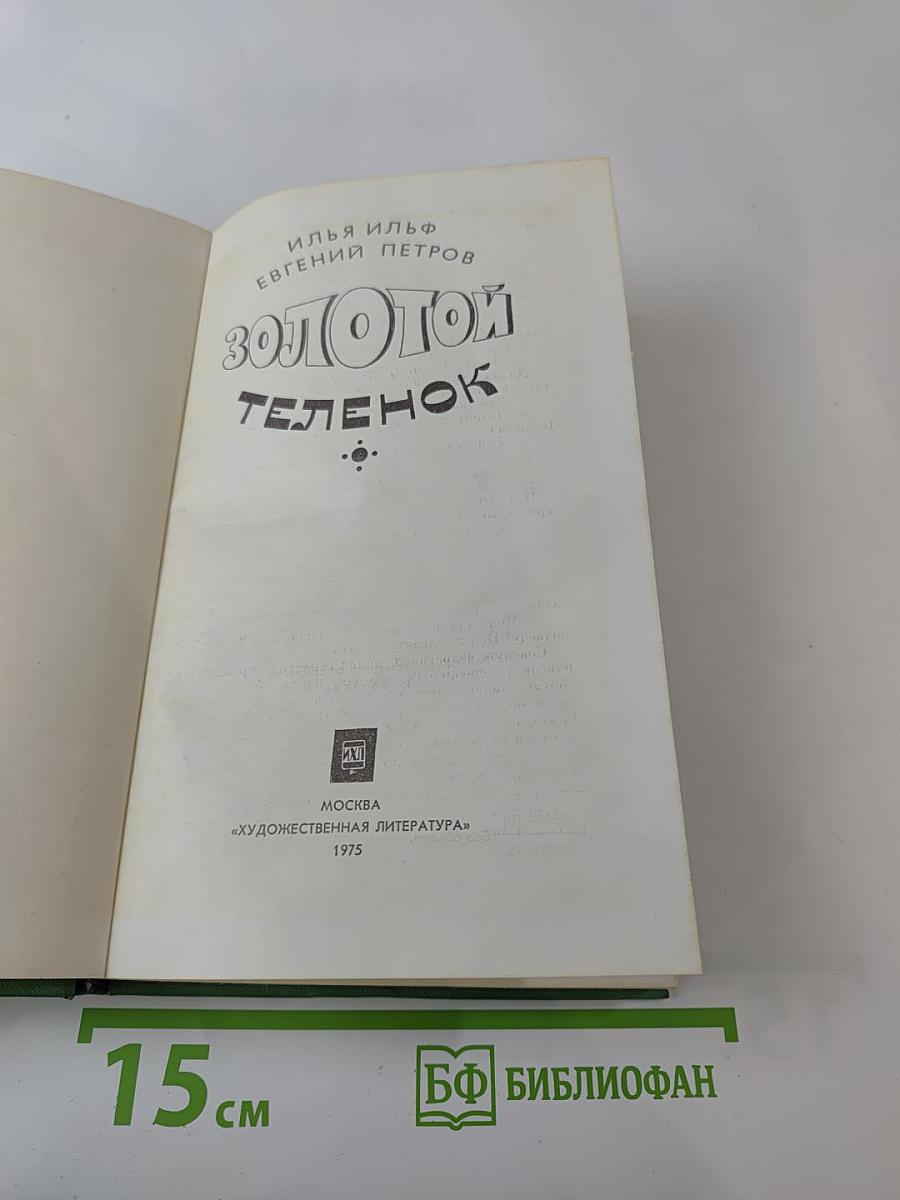 ИЛЬЯ ИЛЬФ
ЕВГЕНИЙ ПЕТРОВ
ЗОЛОТОЙ
ТЕЛЕНОК
МОСКВА
«ХУДОЖЕСТВЕННАЯ ЛИТЕРАТУРА»
1975
15 см
БФ БИБЛИОФАН